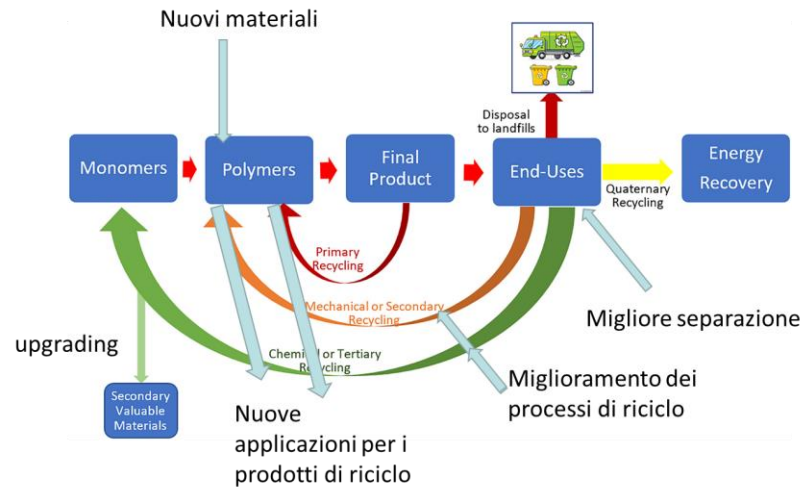 Nuovi materiali
Disposal
to landfills
Monomers
Polymers
Final
Product
End-Uses
Energy
Recovery
Quaternary
Recycling
Primary
Recycling
Mechanical or Secondary
Recycling
Chemical or Tertiary
Recycling
Migliore separazione
upgrading
Miglioramento dei
processi di riciclo
Secondary
Valuable
Materials
Nuove
applicazioni per i
prodotti di riciclo